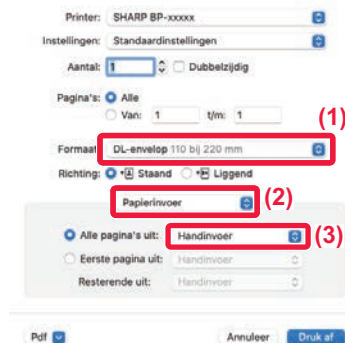 Printer: SHARP BP-xxxxx
Instellingen: Standaardinstellingen
Aantal: 1 Dubbelzijdig
Pagina's: Alle
Van: 1 t/m: 1
(1)
Formaat DL-envelop 110 bij 220 mm
Richting: Staand Liggend
Papierinvoer (2)
Alle pagina's uit: Handinvoer (3)
Eerste pagina uit: Handinvoer
Resterende uit: Handinvoer
Pdf Annuleer Druk af